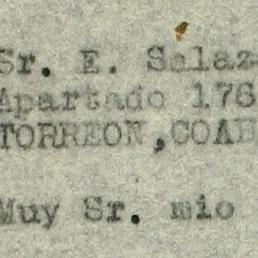 Sr. E. Salaz
Apartado 176
TORREON,COAH
Muy Sr. mio